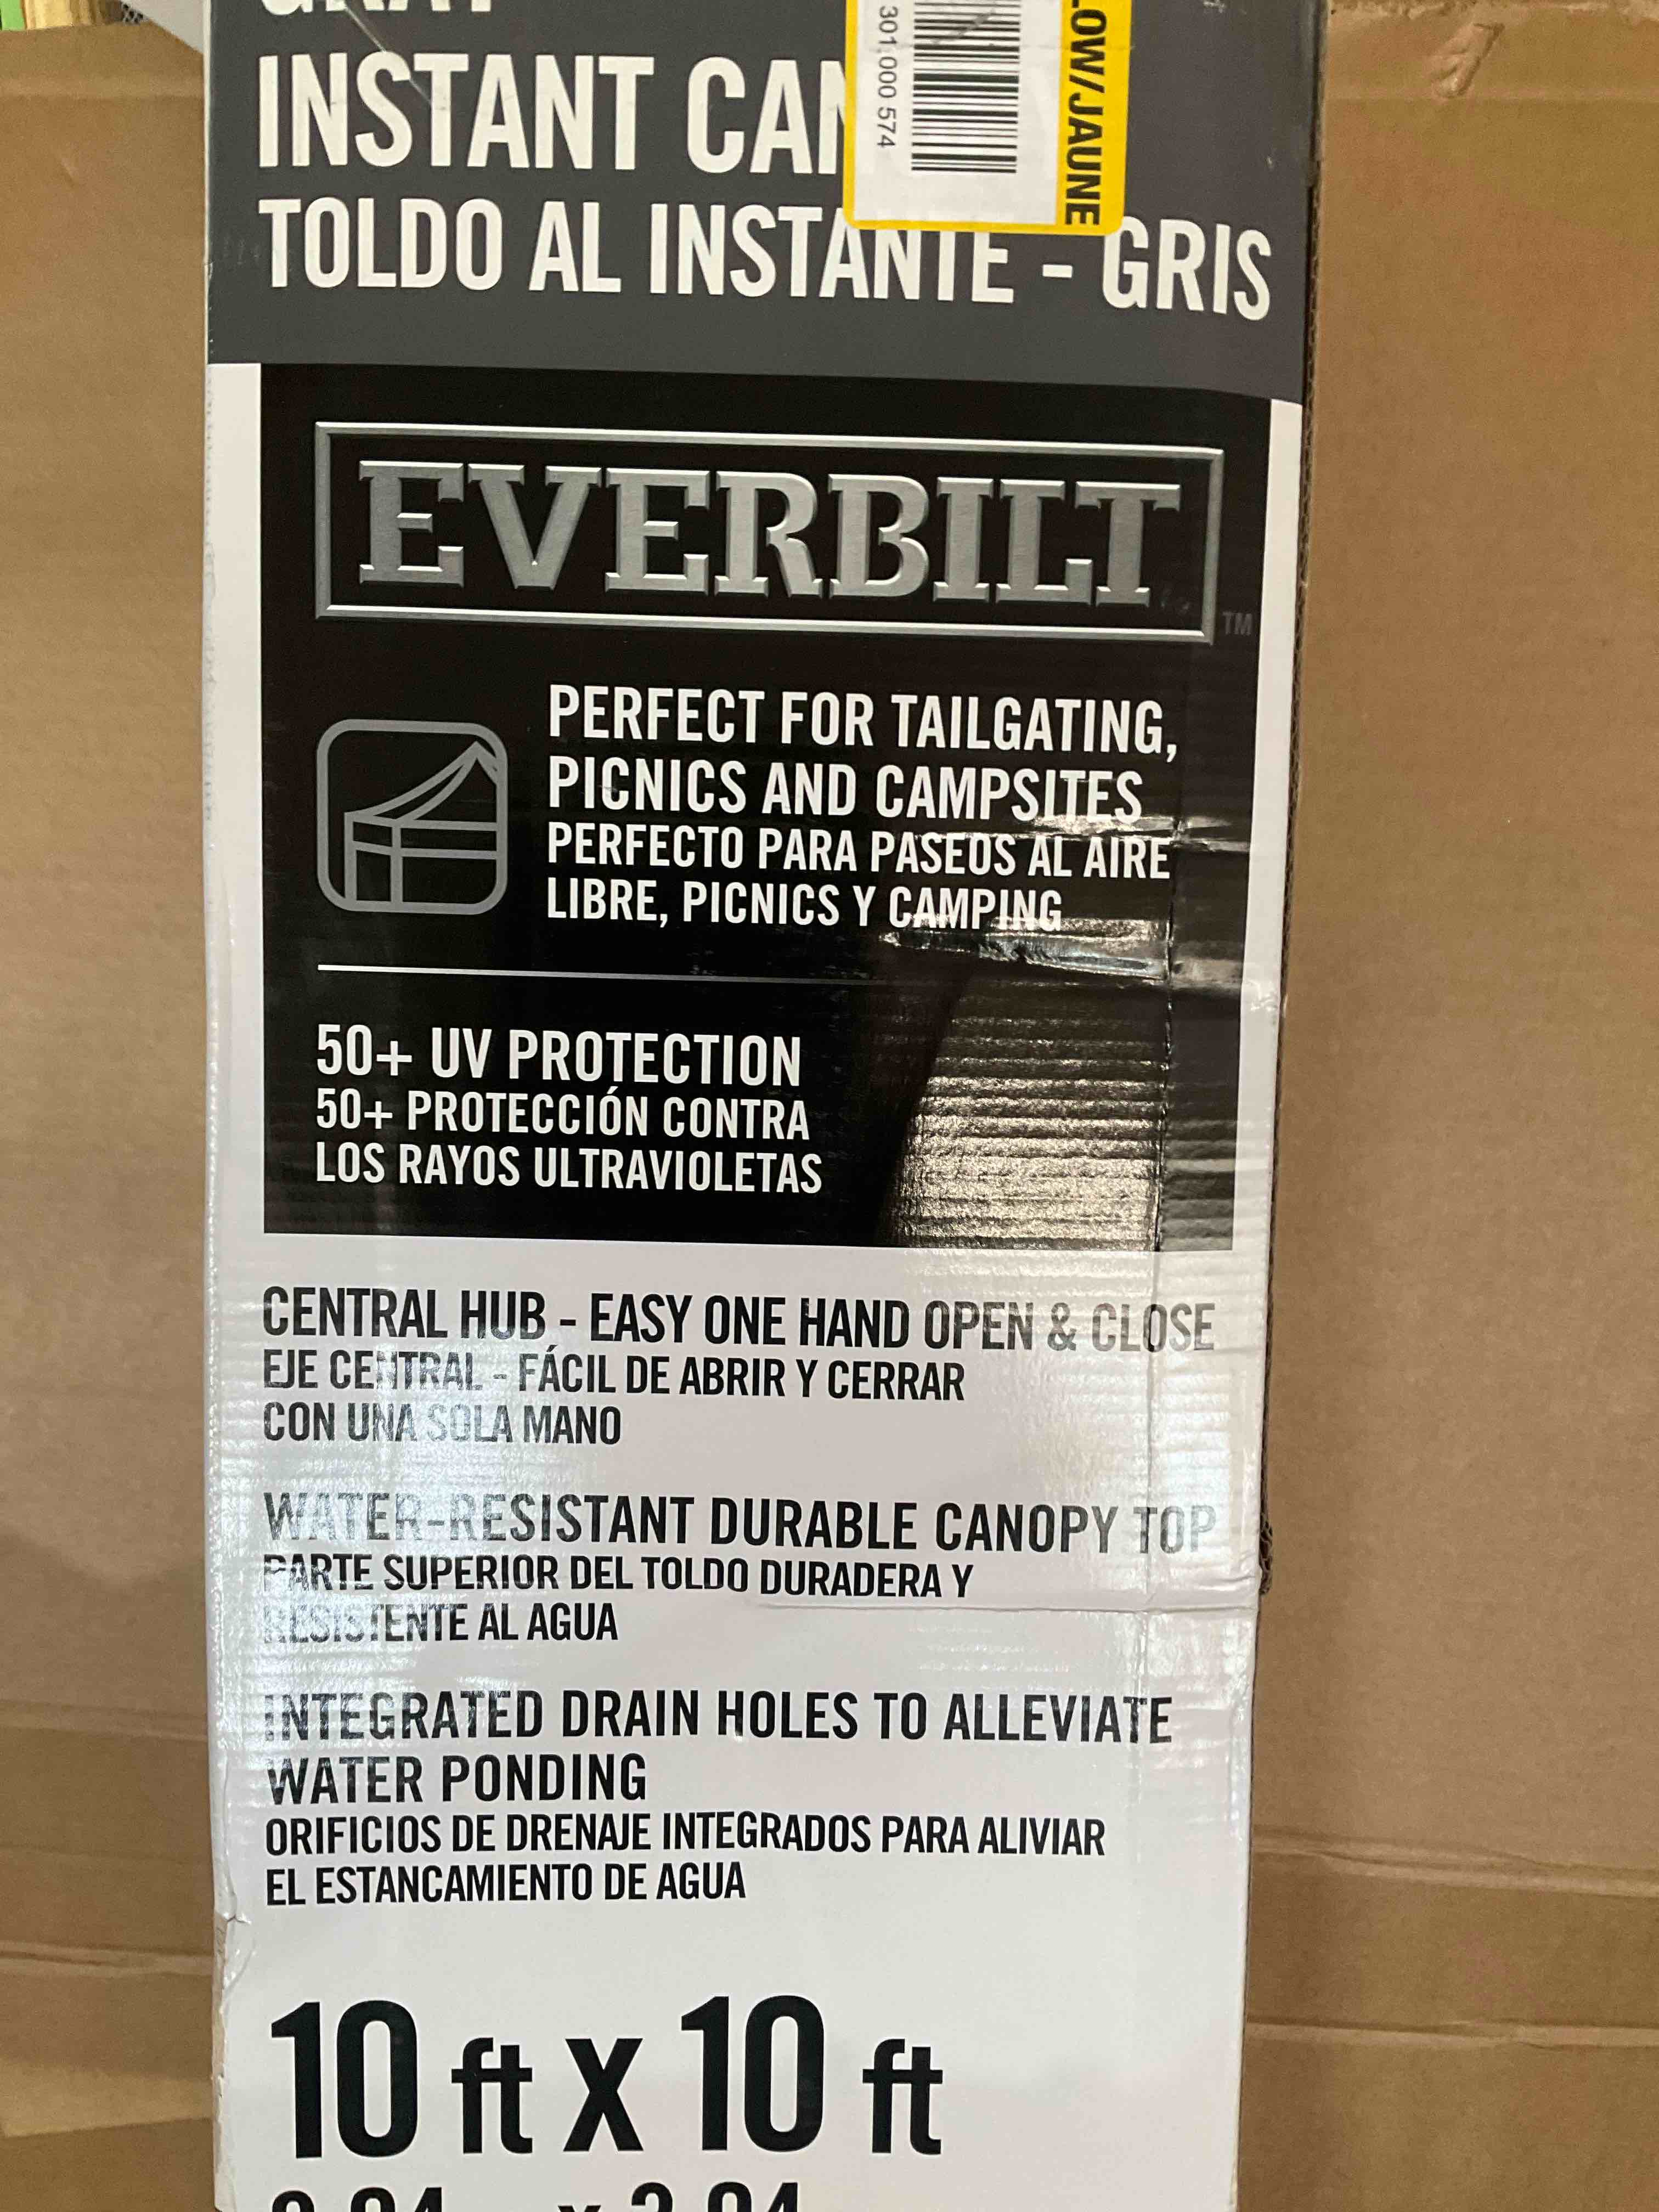 INSTANT CAN
TOLDO AL INSTANTE - GRIS
301 000 574
LOW/JAUNE
EVERBILT TM
PERFECT FOR TAILGATING,
PICNICS AND CAMPSITES
PERFECTO PARA PASEOS AL AIRE
LIBRE, PICNICS Y CAMPING
50+ UV PROTECTION
50+ PROTECCIÓN CONTRA
LOS RAYOS ULTRAVIOLETAS
CENTRAL HUB - EASY ONE HAND OPEN & CLOSE
EJE CENTRAL - FÁCIL DE ABRIR Y CERRAR
CON UNA SOLA MANO
WATER-RESISTANT DURABLE CANOPY TOP
PARTE SUPERIOR DEL TOLDO DURADERA Y
RESISTENTE AL AGUA
INTEGRATED DRAIN HOLES TO ALLEVIATE
WATER PONDING
ORIFICIOS DE DRENAJE INTEGRADOS PARA ALIVIAR
EL ESTANCAMIENTO DE AGUA
10 ft x 10 ft